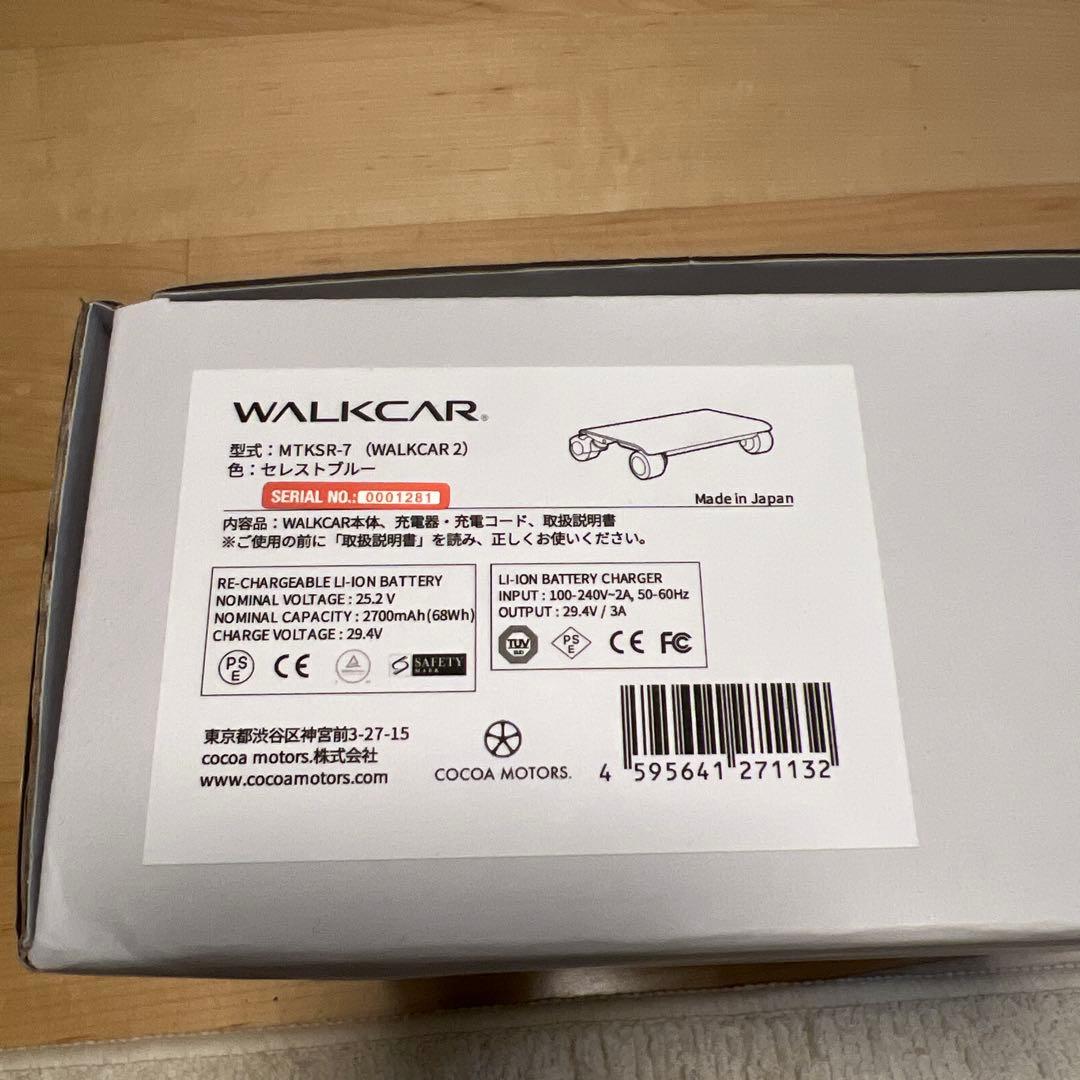 WALKCAR®
型式：MTKSR-7 （WALKCAR 2）
色：セレストブルー
SERIAL NO.: 0001281
Made in Japan
内容品：WALKCAR本体、充電器・充電コード、取扱説明書
※ご使用の前に「取扱説明書」を読み、正しくお使いください。
RE-CHARGEABLE LI-ION BATTERY
NOMINAL VOLTAGE : 25.2 V
NOMINAL CAPACITY : 2700mAh(68Wh)
CHARGE VOLTAGE : 29.4V
PS
E
CE
SAFETY
MARK
LI-ION BATTERY CHARGER
INPUT : 100-240V~2A, 50-60Hz
OUTPUT : 29.4V / 3A
TUV
PS
E
CE FC
東京都渋谷区神宮前3-27-15
cocoa motors.株式会社
www.cocoamotors.com
COCOA MOTORS.
4 595641 271132